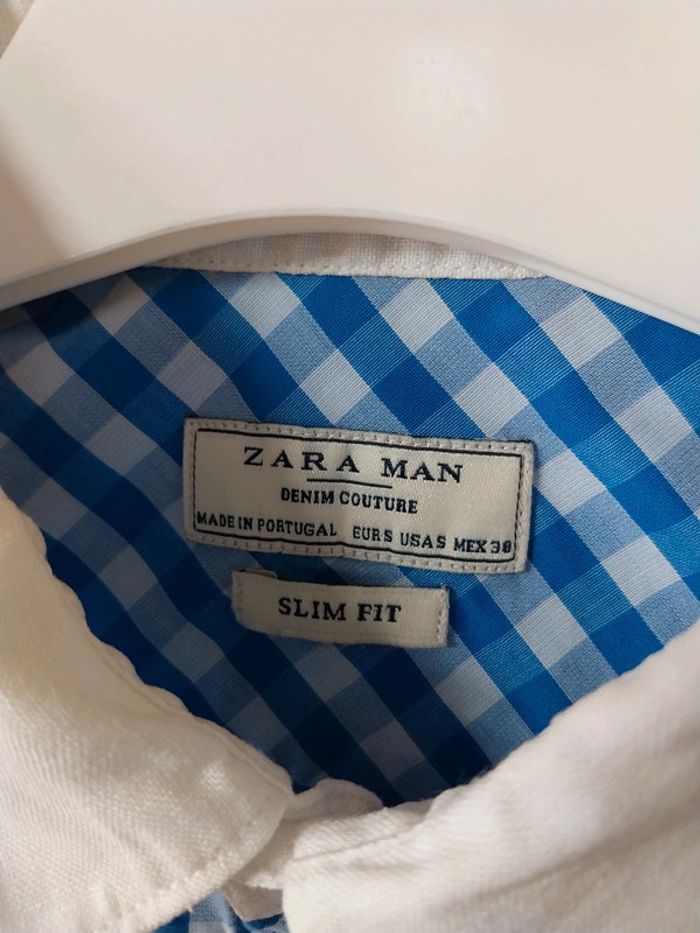 ZARA MAN
DENIM COUTURE
MADE IN PORTUGAL EUR S USA S MEX 38
SLIM FIT